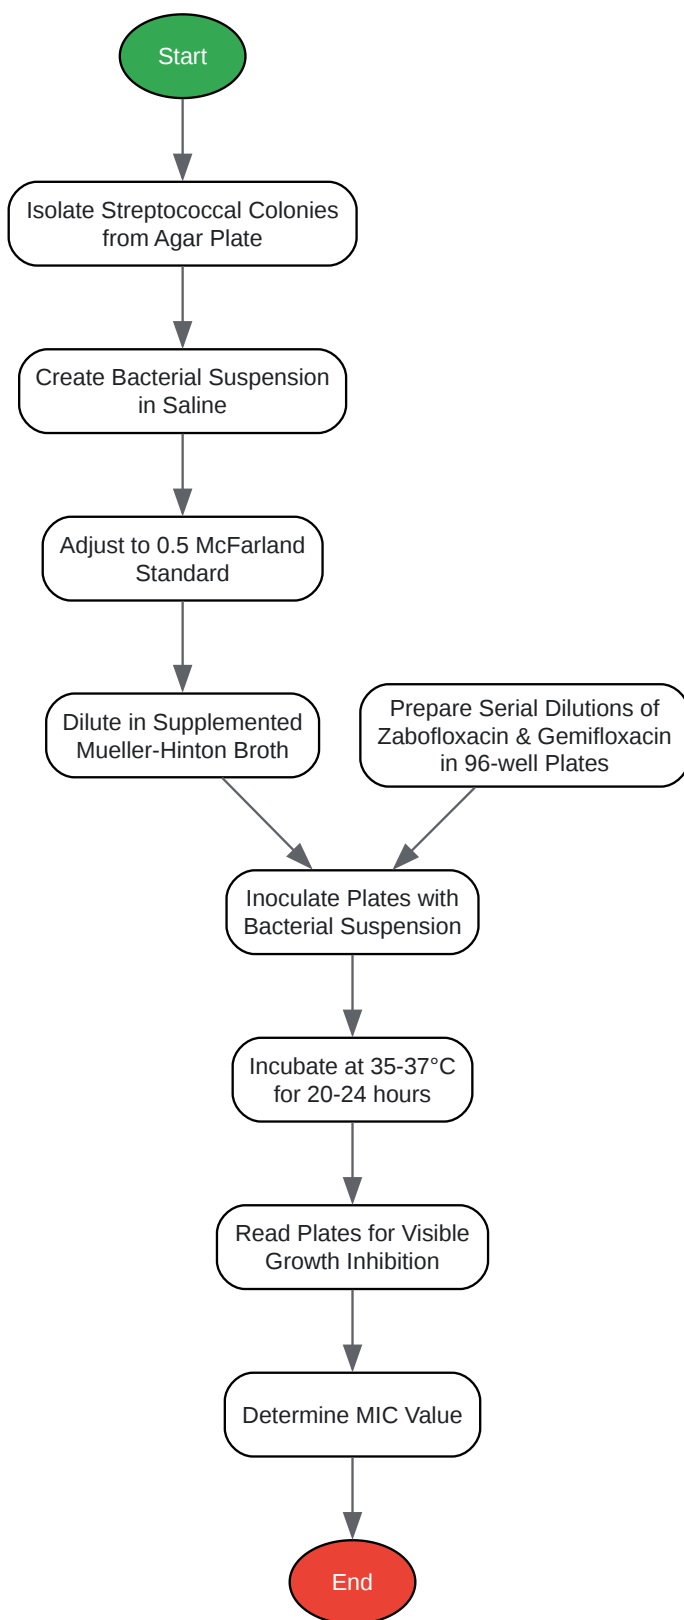 Start
Isolate Streptococcal Colonies
from Agar Plate
Create Bacterial Suspension
in Saline
Adjust to 0.5 McFarland
Standard
Dilute in Supplemented
Mueller-Hinton Broth
Prepare Serial Dilutions of
Zabofloxacin & Gemifloxacin
in 96-well Plates
Inoculate Plates with
Bacterial Suspension
Incubate at 35-37°C
for 20-24 hours
Read Plates for Visible
Growth Inhibition
Determine MIC Value
End